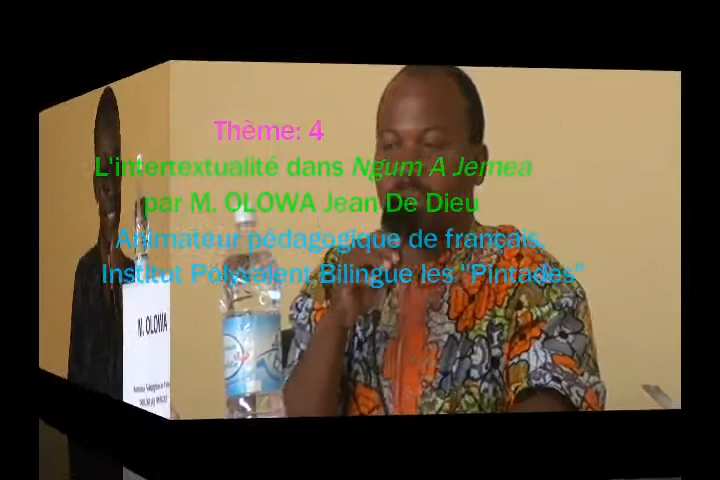 Thème: 4
L'intertextualité dans Ngum A Jemea
par M. OLOWA Jean De Dieu
Animateur pédagogique de français,
Institut Polyvalent Bilingue les "Pintades"
M. OLOWA